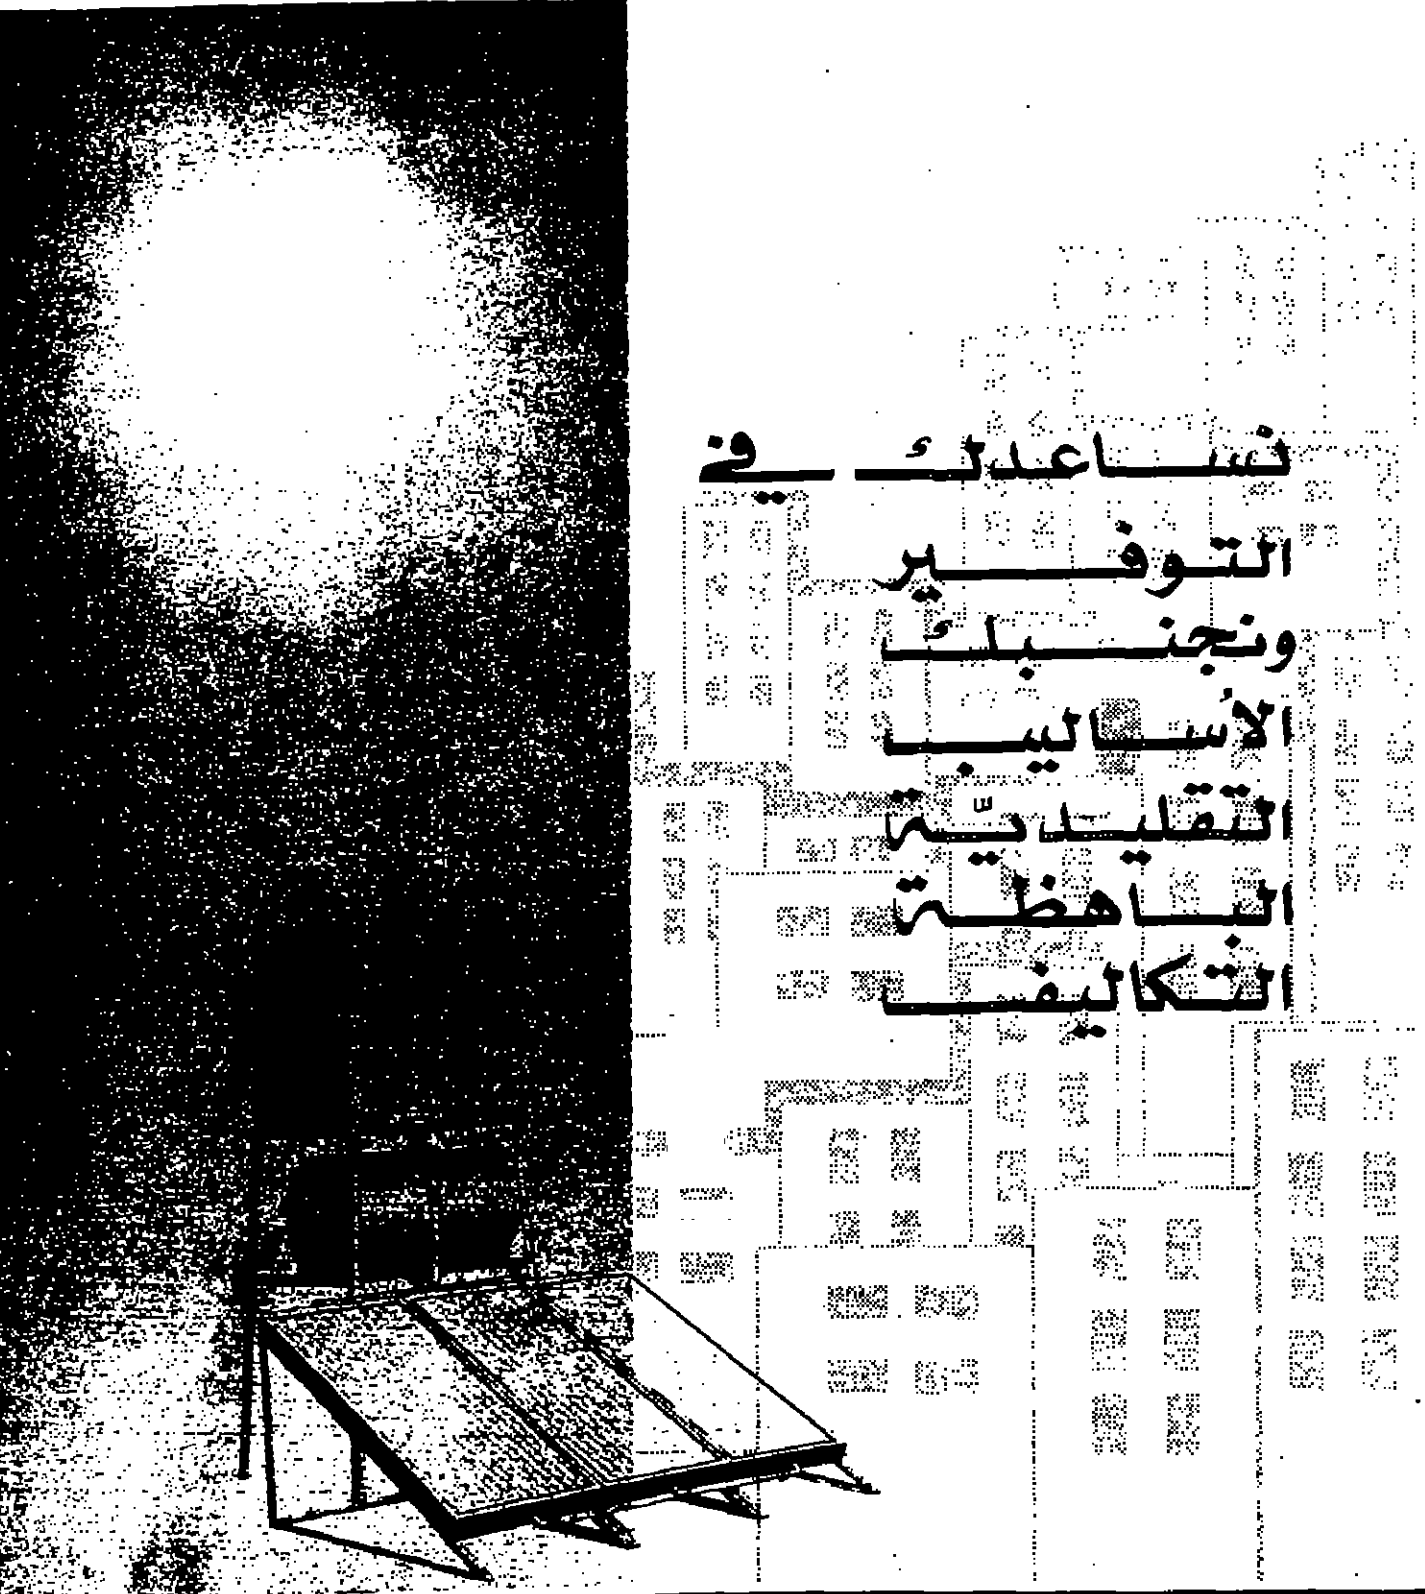 نساعدك في
التوفير
ونجنبك
الأساليب
التقليديّة
الباهظة
التكاليف